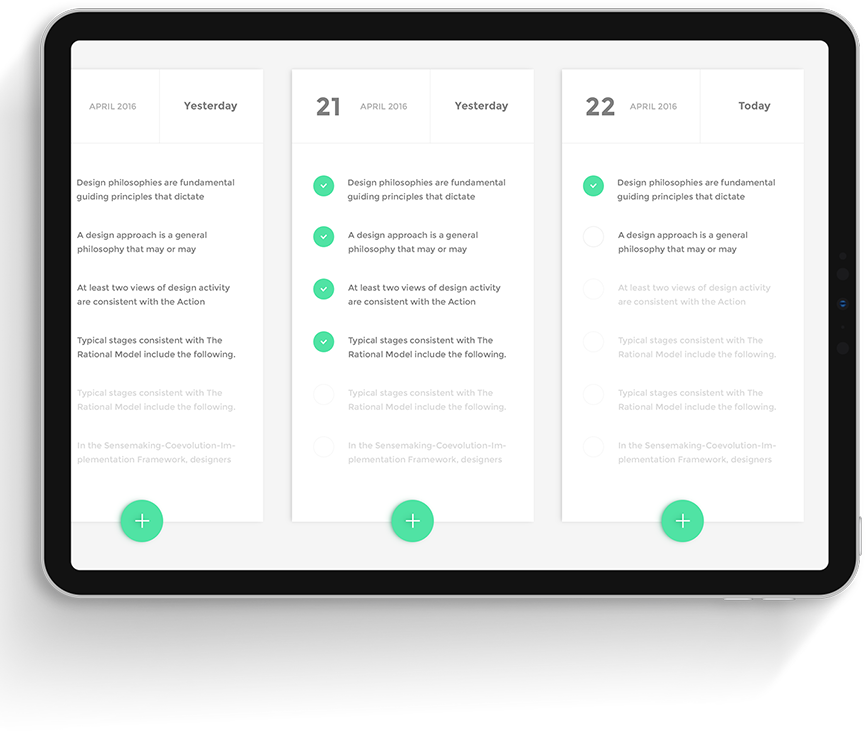 APRIL 2016
Yesterday
Design philosophies are fundamental
guiding principles that dictate
A design approach is a general
philosophy that may or may
At least two views of design activity
are consistent with the Action
Typical stages consistent with The
Rational Model include the following.
Typical stages consistent with The
Rational Model include the following.
In the Sensemaking-Coevolution-Im-
plementation Framework, designers
21
APRIL 2016
Yesterday
Design philosophies are fundamental
guiding principles that dictate
A design approach is a general
philosophy that may or may
At least two views of design activity
are consistent with the Action
Typical stages consistent with The
Rational Model include the following.
Typical stages consistent with The
Rational Model include the following.
In the Sensemaking-Coevolution-Im-
plementation Framework, designers
22
APRIL 2016
Today
Design philosophies are fundamental
guiding principles that dictate
A design approach is a general
philosophy that may or may
At least two views of design activity
are consistent with the Action
Typical stages consistent with The
Rational Model include the following.
Typical stages consistent with The
Rational Model include the following.
In the Sensemaking-Coevolution-Im-
plementation Framework, designers